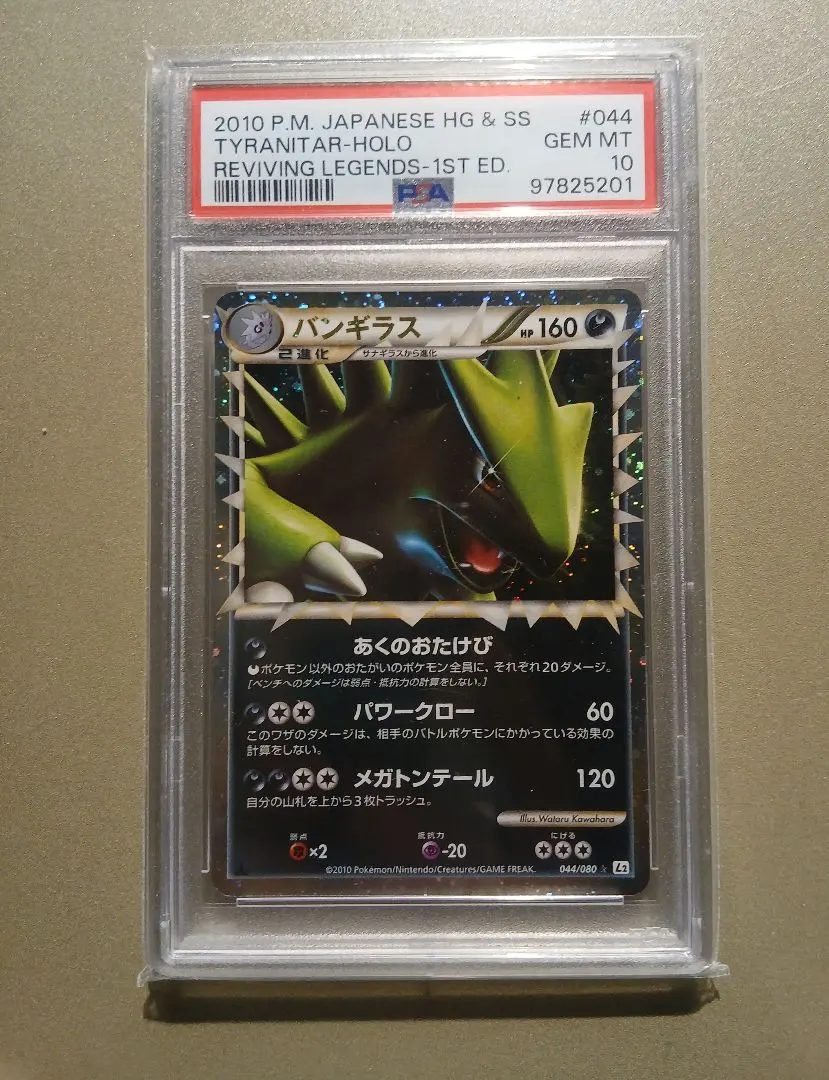 2010 P.M. JAPANESE HG & SS #044
TYRANITAR-HOLO GEM MT
REVIVING LEGENDS-1ST ED. 10
PSA 97825201
バンギラス HP 160
2進化 サナギラスから進化
あくのおたけび
ポケモン以外のおたがいのポケモン全員に、それぞれ20ダメージ。
[ベンチへのダメージは弱点・抵抗力の計算をしない。]
パワークロー 60
このワザのダメージは、相手のバトルポケモンにかかっている効果の
計算をしない。
メガトンテール 120
自分の山札を上から3枚トラッシュ。
Illus. Wataru Kawahara
弱点 抵抗力 にげる
×2 -20
©2010 Pokémon/Nintendo/Creatures/GAME FREAK. 044/080 L2